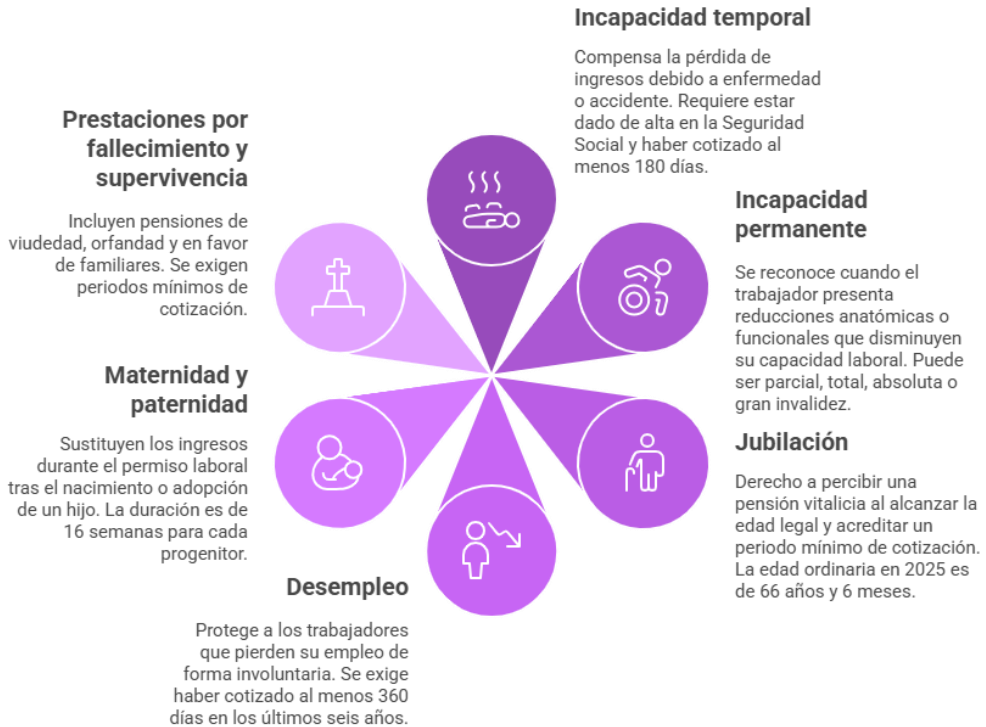 Incapacidad temporal
Compensa la pérdida de
ingresos debido a enfermedad
o accidente. Requiere estar
dado de alta en la Seguridad
Social y haber cotizado al
menos 180 días.
Incapacidad
permanente
Se reconoce cuando el
trabajador presenta
reducciones anatómicas o
funcionales que disminuyen
su capacidad laboral. Puede
ser parcial, total, absoluta o
gran invalidez.
Jubilación
Derecho a percibir una
pensión vitalicia al alcanzar la
edad legal y acreditar un
periodo mínimo de cotización.
La edad ordinaria en 2025 es
de 66 años y 6 meses.
Desempleo
Protege a los trabajadores
que pierden su empleo de
forma involuntaria. Se exige
haber cotizado al menos 360
días en los últimos seis años.
Maternidad y
paternidad
Sustituyen los ingresos
durante el permiso laboral
tras el nacimiento o adopción
de un hijo. La duración es de
16 semanas para cada
progenitor.
Prestaciones por
fallecimiento y
supervivencia
Incluyen pensiones de
viudedad, orfandad y en favor
de familiares. Se exigen
periodos mínimos de
cotización.